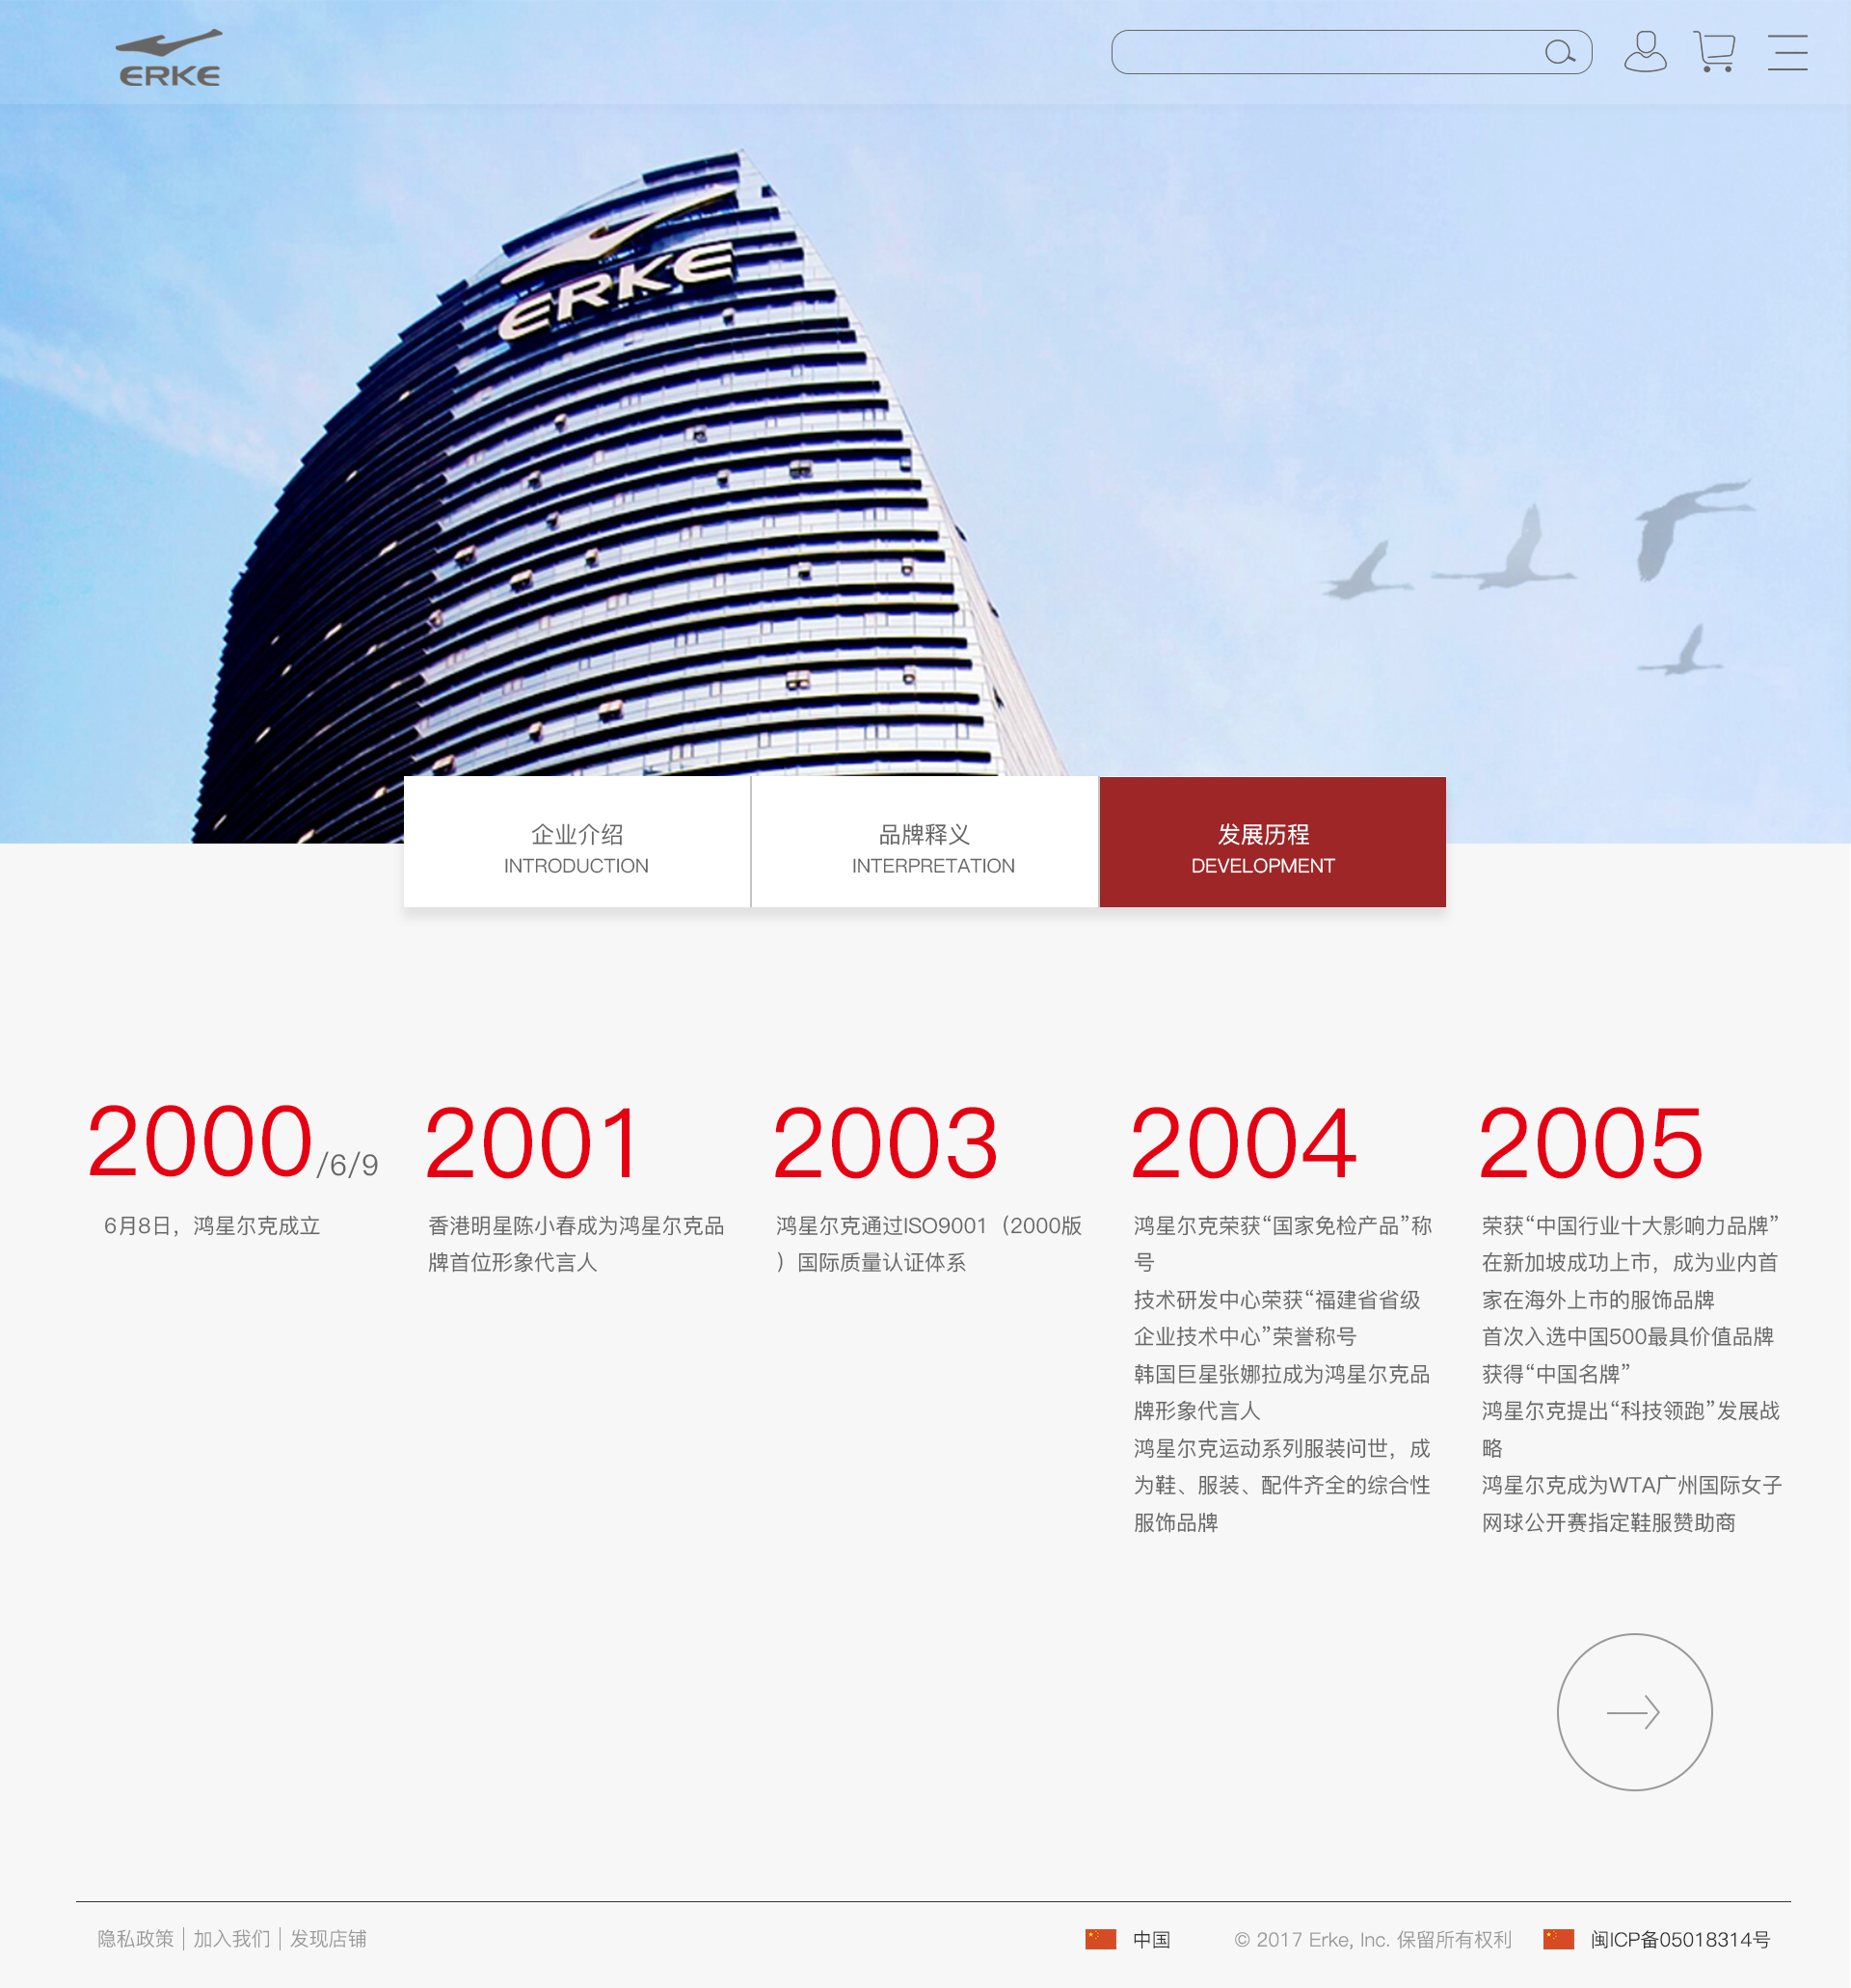 ERKE
ERKE
企业介绍
INTRODUCTION
品牌释义
INTERPRETATION
发展历程
DEVELOPMENT
2000/6/9
6月8日，鸿星尔克成立
2001
香港明星陈小春成为鸿星尔克品
牌首位形象代言人
2003
鸿星尔克通过ISO9001（2000版
）国际质量认证体系
2004
鸿星尔克荣获“国家免检产品”称
号
技术研发中心荣获“福建省省级
企业技术中心”荣誉称号
韩国巨星张娜拉成为鸿星尔克品
牌形象代言人
鸿星尔克运动系列服装问世，成
为鞋、服装、配件齐全的综合性
服饰品牌
2005
荣获“中国行业十大影响力品牌”
在新加坡成功上市，成为业内首
家在海外上市的服饰品牌
首次入选中国500最具价值品牌
获得“中国名牌”
鸿星尔克提出“科技领跑”发展战
略
鸿星尔克成为WTA广州国际女子
网球公开赛指定鞋服赞助商
隐私政策│加入我们│发现店铺
中国
© 2017 Erke, Inc. 保留所有权利
闽ICP备05018314号